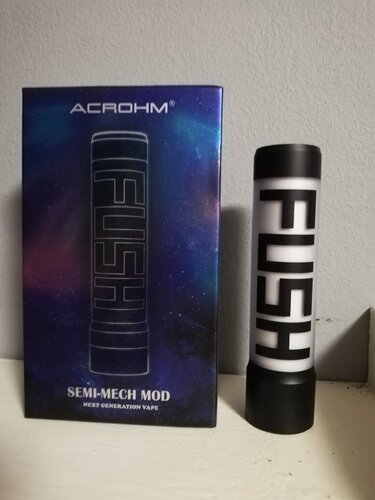 ACROHM®
FUSH
SEMI-MECH MOD
NEXT GENERATION VAPE
FUSH